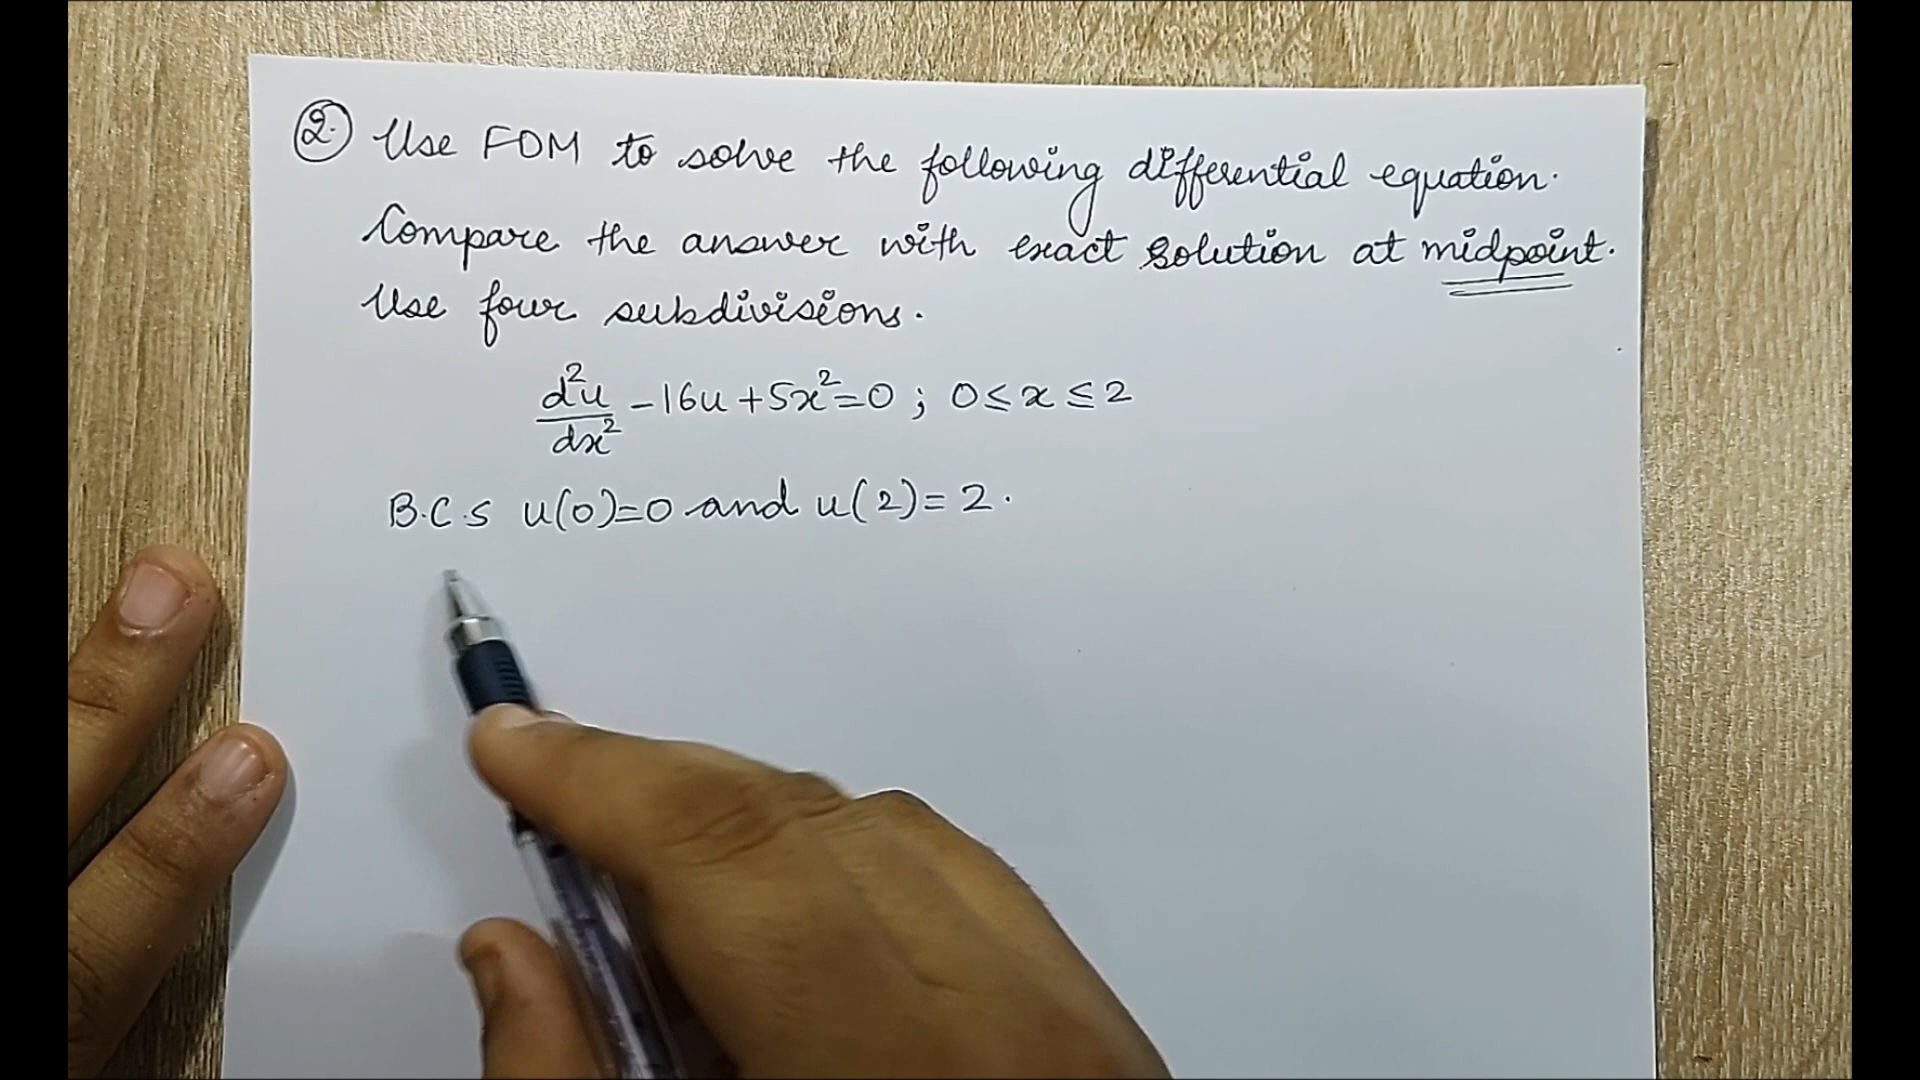 ② Use FDM to solve the following differential equation.
Compare the answer with exact solution at midpoint.
Use four subdivisions.
d²u/dx² - 16u + 5x² = 0 ; 0 ≤ x ≤ 2
B.C.S u(0)=0 and u(2)=2.